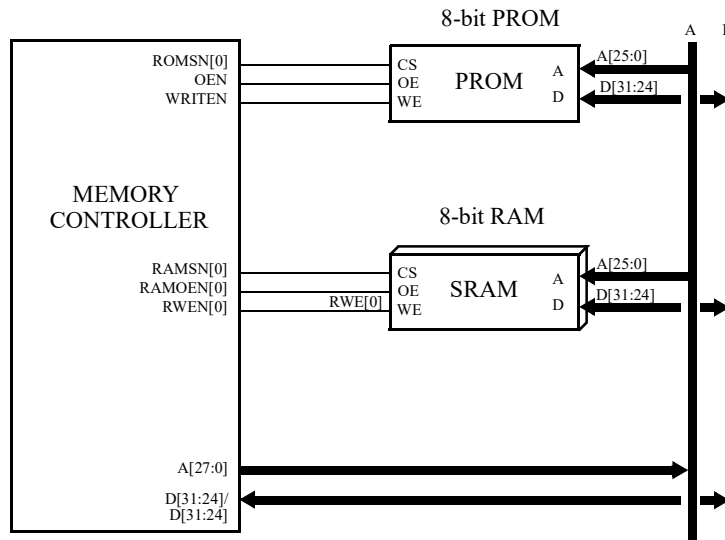 8-bit PROM
A
ROMSN[0]
OEN
WRITEN
CS
OE
WE
PROM
A
D
A[25:0]
D[31:24]
MEMORY
CONTROLLER
8-bit RAM
RAMSN[0]
RAMOEN[0]
RWEN[0]
RWE[0]
CS
OE
WE
SRAM
A
D
A[25:0]
D[31:24]
A[27:0]
D[31:24]/
D[31:24]